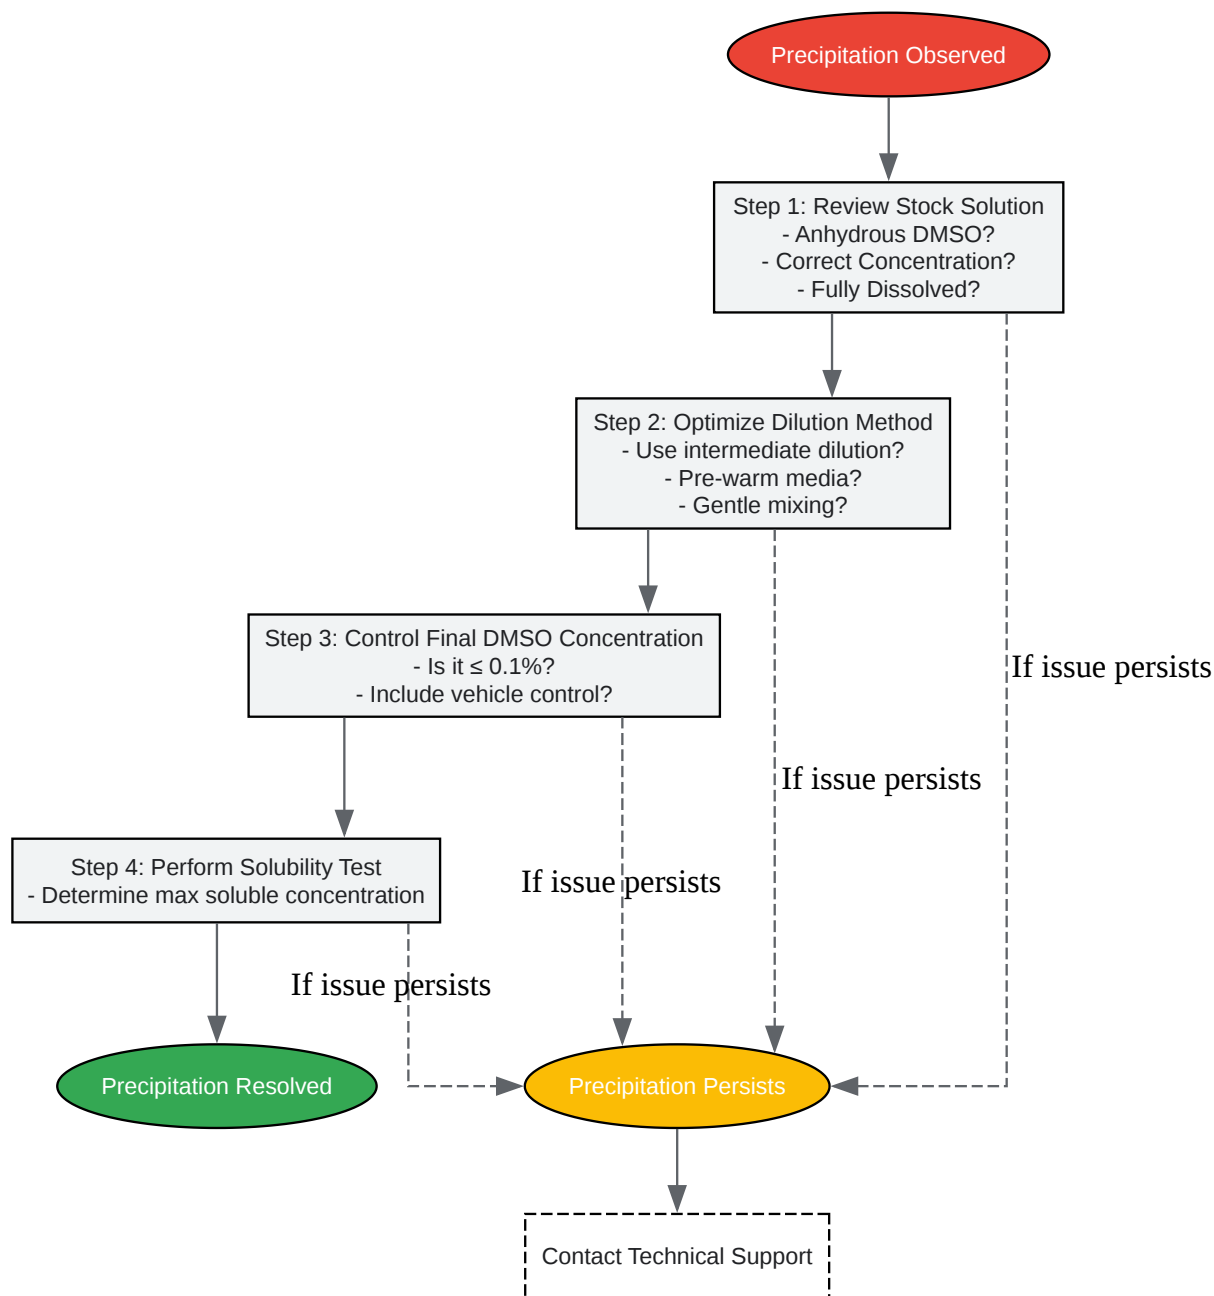 Precipitation Observed
Step 1: Review Stock Solution
- Anhydrous DMSO?
- Correct Concentration?
- Fully Dissolved?
Step 2: Optimize Dilution Method
- Use intermediate dilution?
- Pre-warm media?
- Gentle mixing?
Step 3: Control Final DMSO Concentration
- Is it ≤ 0.1%?
- Include vehicle control?
If issue persists
If issue persists
Step 4: Perform Solubility Test
- Determine max soluble concentration
If issue persists
If issue persists
Precipitation Resolved
Precipitation Persists
Contact Technical Support